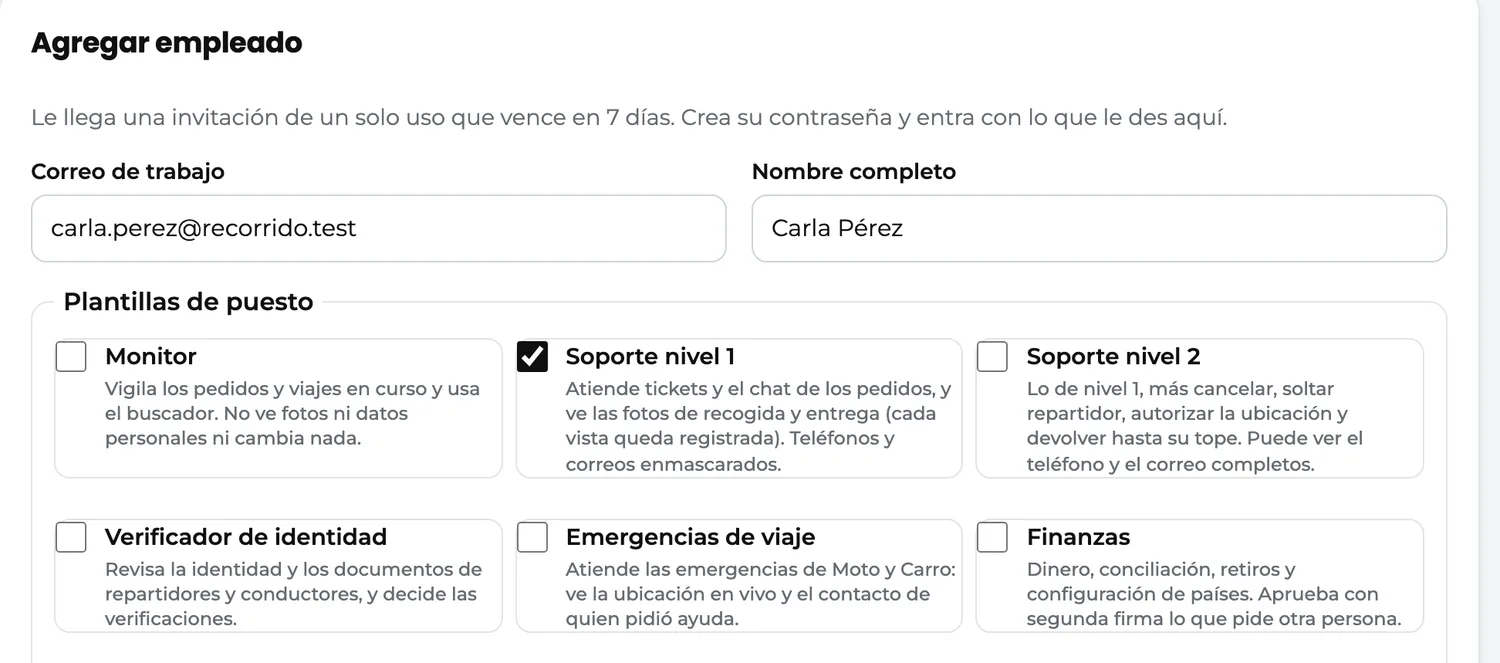 Agregar empleado
Le llega una invitación de un solo uso que vence en 7 días. Crea su contraseña y entra con lo que le des aquí.
Correo de trabajo
carla.perez@recorrido.test
Nombre completo
Carla Pérez
Plantillas de puesto
Monitor
Vigila los pedidos y viajes en curso y usa
el buscador. No ve fotos ni datos
personales ni cambia nada.
Soporte nivel 1
Atiende tickets y el chat de los pedidos, y
ve las fotos de recogida y entrega (cada
vista queda registrada). Teléfonos y
correos enmascarados.
Soporte nivel 2
Lo de nivel 1, más cancelar, soltar
repartidor, autorizar la ubicación y
devolver hasta su tope. Puede ver el
teléfono y el correo completos.
Verificador de identidad
Revisa la identidad y los documentos de
repartidores y conductores, y decide las
verificaciones.
Emergencias de viaje
Atiende las emergencias de Moto y Carro:
ve la ubicación en vivo y el contacto de
quien pidió ayuda.
Finanzas
Dinero, conciliación, retiros y
configuración de países. Aprueba con
segunda firma lo que pide otra persona.